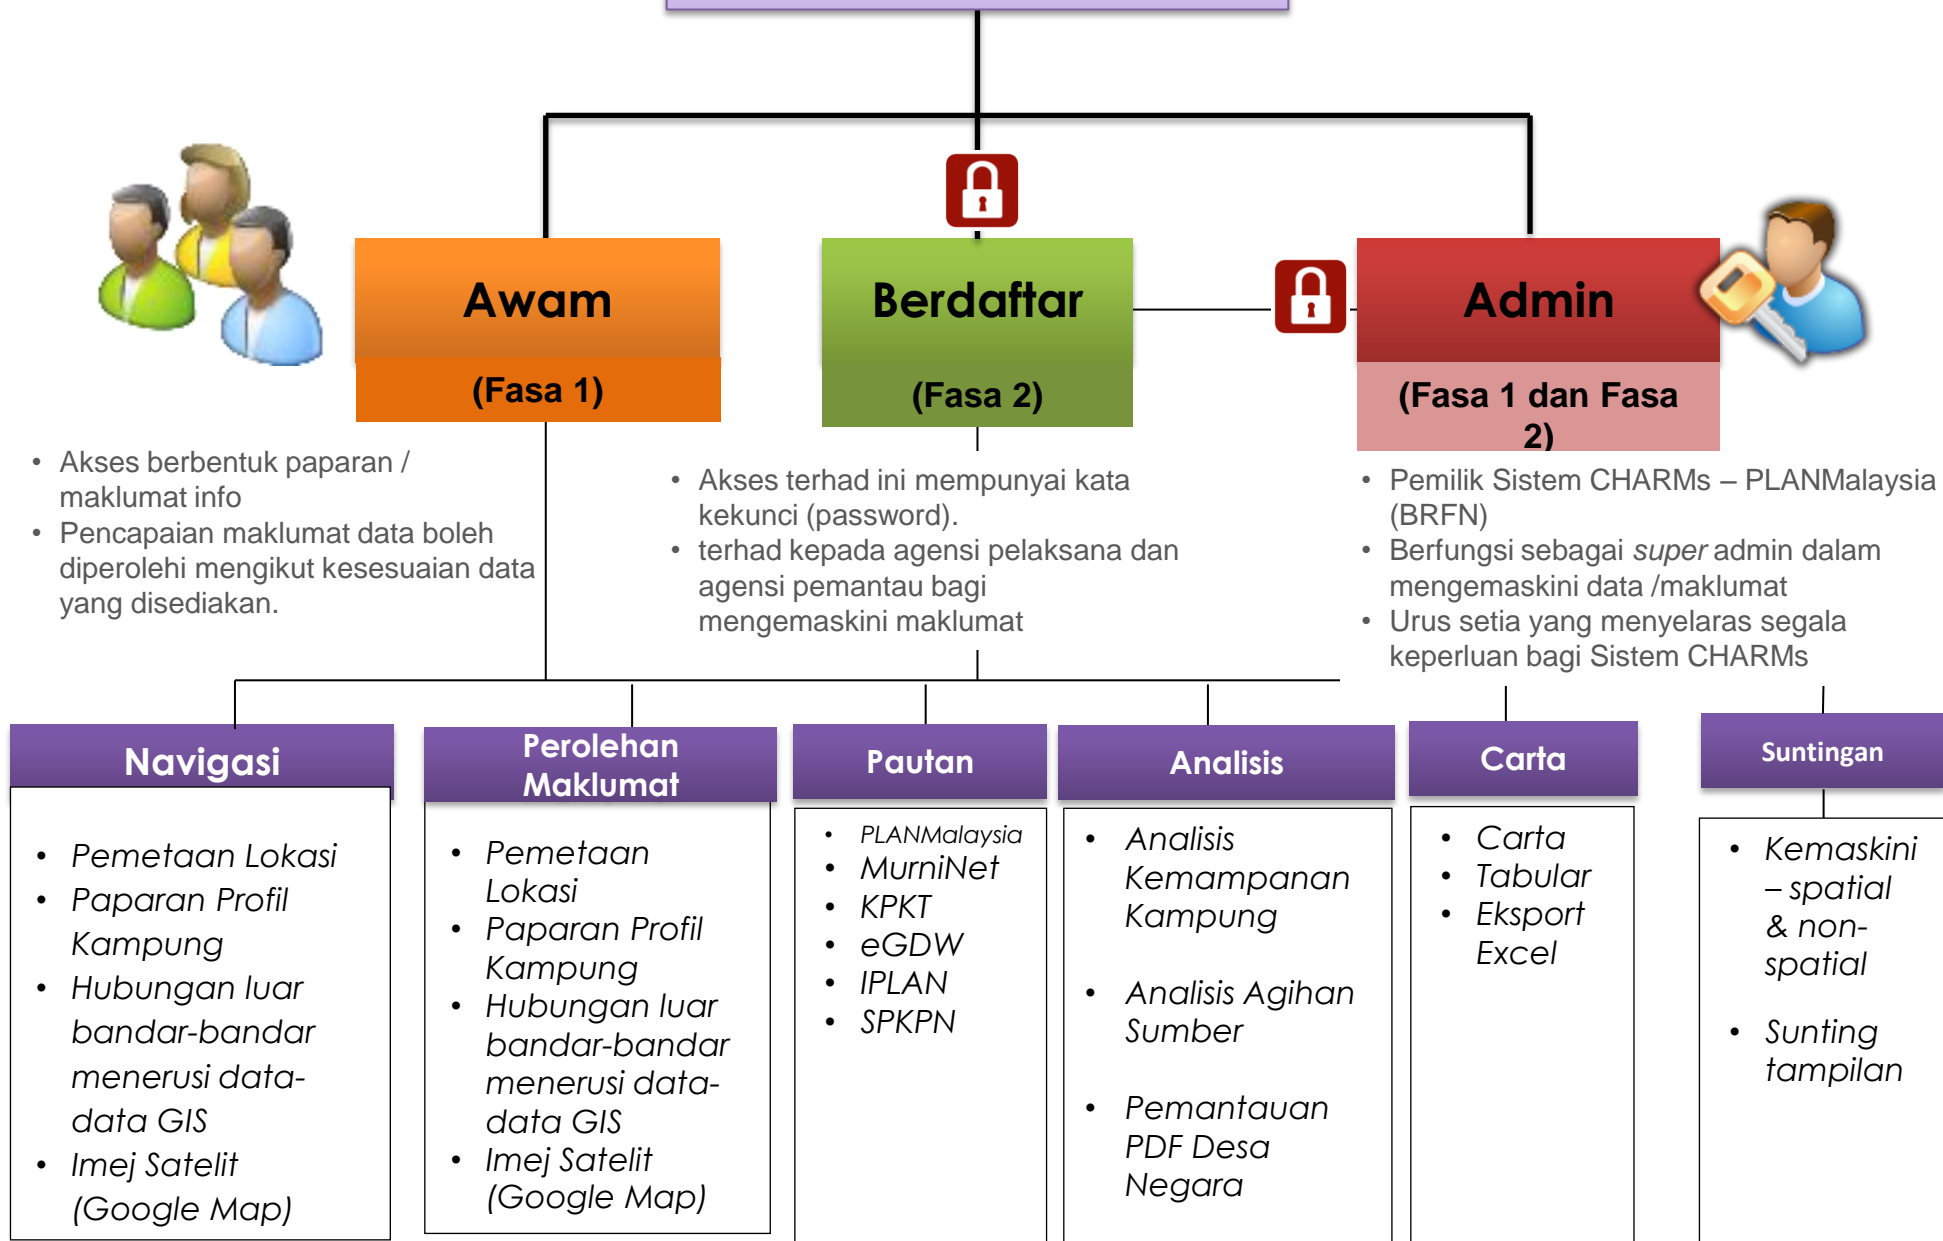 Awam
(Fasa 1)
Berdaftar
(Fasa 2)
Admin
(Fasa 1 dan Fasa
2)
• Akses berbentuk paparan /
maklumat info
• Pencapaian maklumat data boleh
diperolehi mengikut kesesuaian data
yang disediakan.
• Akses terhad ini mempunyai kata
kekunci (password).
• terhad kepada agensi pelaksana dan
agensi pemantau bagi
mengemaskini maklumat
• Pemilik Sistem CHARMs – PLANMalaysia
(BRFN)
• Berfungsi sebagai super admin dalam
mengemaskini data /maklumat
• Urus setia yang menyelaras segala
keperluan bagi Sistem CHARMs
Navigasi
• Pemetaan Lokasi
• Paparan Profil
Kampung
• Hubungan luar
bandar-bandar
menerusi data-
data GIS
• Imej Satelit
(Google Map)
Perolehan
Maklumat
• Pemetaan
Lokasi
• Paparan Profil
Kampung
• Hubungan luar
bandar-bandar
menerusi data-
data GIS
• Imej Satelit
(Google Map)
Pautan
• PLANMalaysia
• MurniNet
• KPKT
• eGDW
• IPLAN
• SPKPN
Analisis
• Analisis
Kemampanan
Kampung
• Analisis Agihan
Sumber
• Pemantauan
PDF Desa
Negara
Carta
• Carta
• Tabular
• Eksport
Excel
Suntingan
• Kemaskini
– spatial
& non-
spatial
• Sunting
tampilan